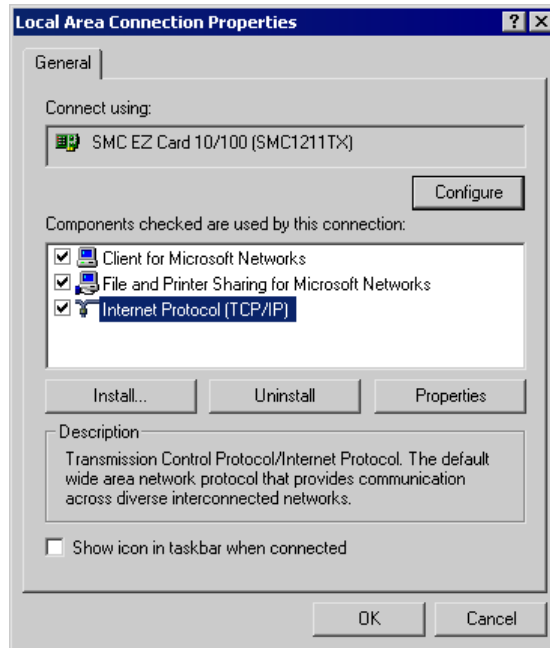 Local Area Connection Properties
General
Connect using:
SMC EZ Card 10/100 (SMC1211TX)
Configure
Components checked are used by this connection:
Client for Microsoft Networks
File and Printer Sharing for Microsoft Networks
Internet Protocol (TCP/IP)
Install... Uninstall Properties
Description
Transmission Control Protocol/Internet Protocol. The default
wide area network protocol that provides communication
across diverse interconnected networks.
Show icon in taskbar when connected
OK Cancel